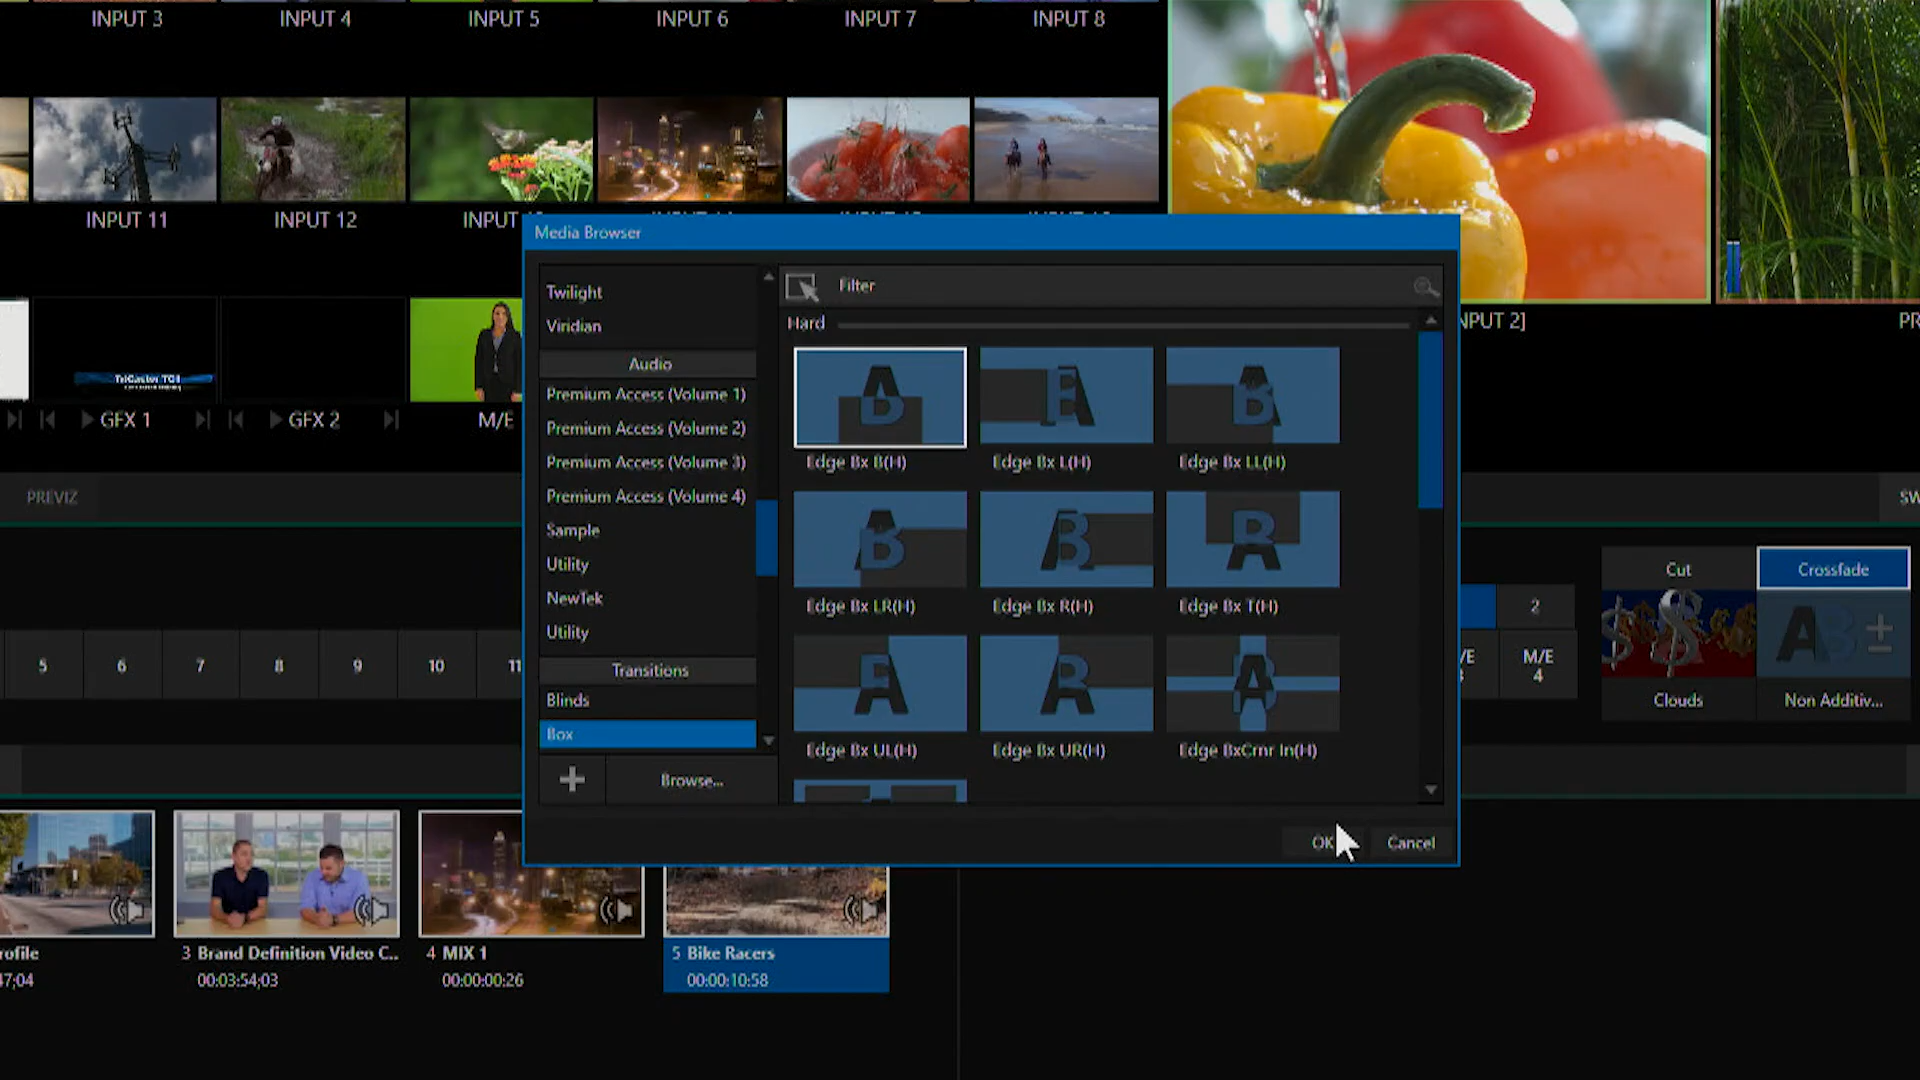 INPUT 3
INPUT 4
INPUT 5
INPUT 6
INPUT 7
INPUT 8
INPUT 11
INPUT 12
INPUT
NPUT 2]
PR
TriCaster TC1
GFX 1
GFX 2
M/E
PREVIZ
SW
Media Browser
Twilight
Viridian
Audio
Premium Access (Volume 1)
Premium Access (Volume 2)
Premium Access (Volume 3)
Premium Access (Volume 4)
Sample
Utility
NewTek
Utility
Transitions
Blinds
Box
Browse...
Filter
Hard
Edge Bx B(H)
Edge Bx L(H)
Edge Bx LL(H)
Edge Bx LR(H)
Edge Bx R(H)
Edge Bx T(H)
Edge Bx UL(H)
Edge Bx UR(H)
Edge BxCrnr In(H)
OK
Cancel
5
6
7
8
9
10
11
2
/E
M/E
4
Cut
Crossfade
Clouds
Non Additiv...
rofile
47;04
3 Brand Definition Video C..
00:03:54;03
4 MIX 1
00:00:00:26
5 Bike Racers
00:00:10:58